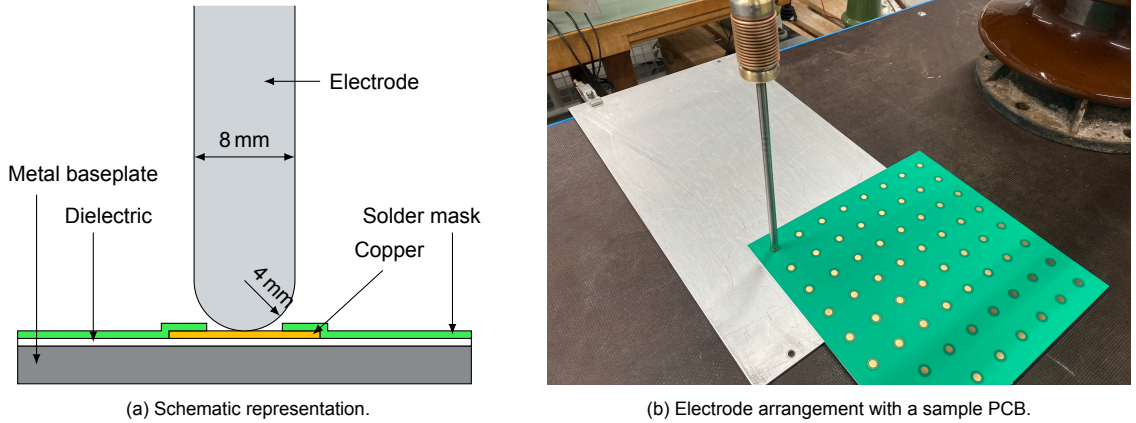 Electrode
8 mm
Metal baseplate
Dielectric
Solder mask
Copper
4 mm
(a) Schematic representation.
(b) Electrode arrangement with a sample PCB.